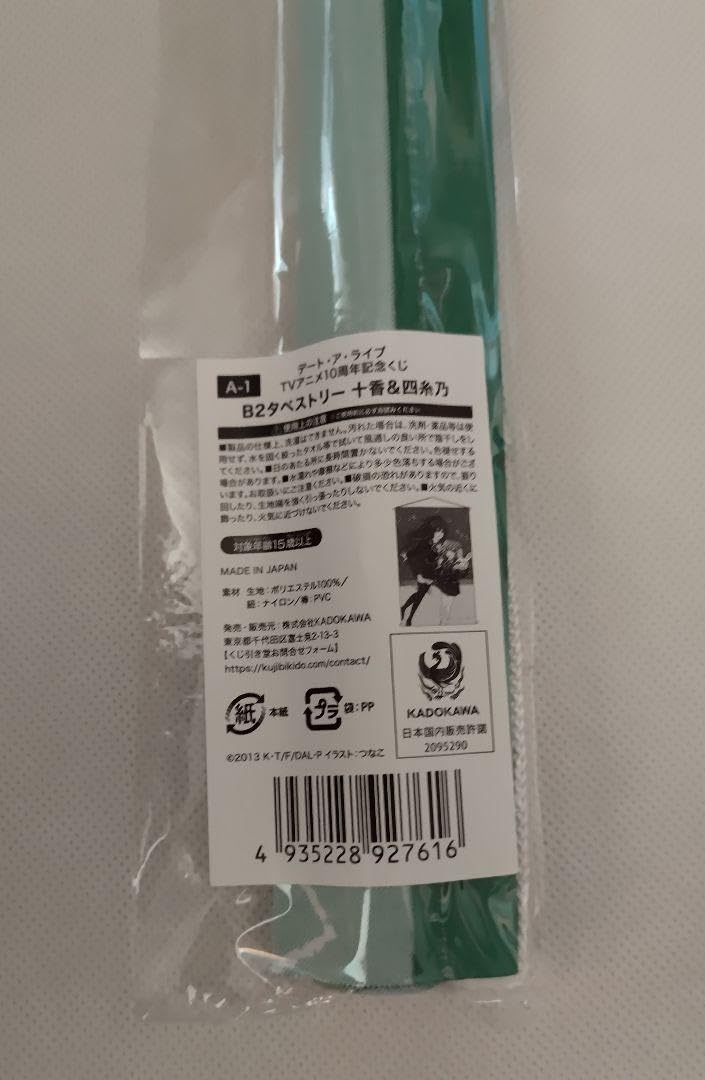 デート・ア・ライブ
A-1
TVアニメ10周年記念くじ
B2タペストリー 十香&四糸乃
使用上の注意 ※ご使用前に必ずお読みください
■製品の仕様上、洗濯はできません。汚れた場合は、洗剤・薬品等は使
用せず、水を固く絞ったタオル等で拭いて風通しの良い所で陰干しをし
てください。■日のあたる所に長時間置かないでください。色褪せする
場合があります。■水濡れや摩擦などにより多少色落ちする場合がござ
います。お取扱いにご注意ください。■破損の恐れがありますので、振り
回したり、生地端を強く引っ張ったりしないでください。■火気の近くに
飾ったり、火気に近づけないでください。
対象年齢15歳以上
MADE IN JAPAN
素材 生地:ポリエステル100%/
紐:ナイロン/棒:PVC
発売・販売元:株式会社KADOKAWA
東京都千代田区富士見2-13-3
【くじ引き堂お問合せフォーム】
https://kujibikido.com/contact/
紙 本紙
プラ 袋:PP
KADOKAWA
日本国内販売許諾
2095290
©2013 K・T/F/DAL-P イラスト:つなこ
4 935228 927616